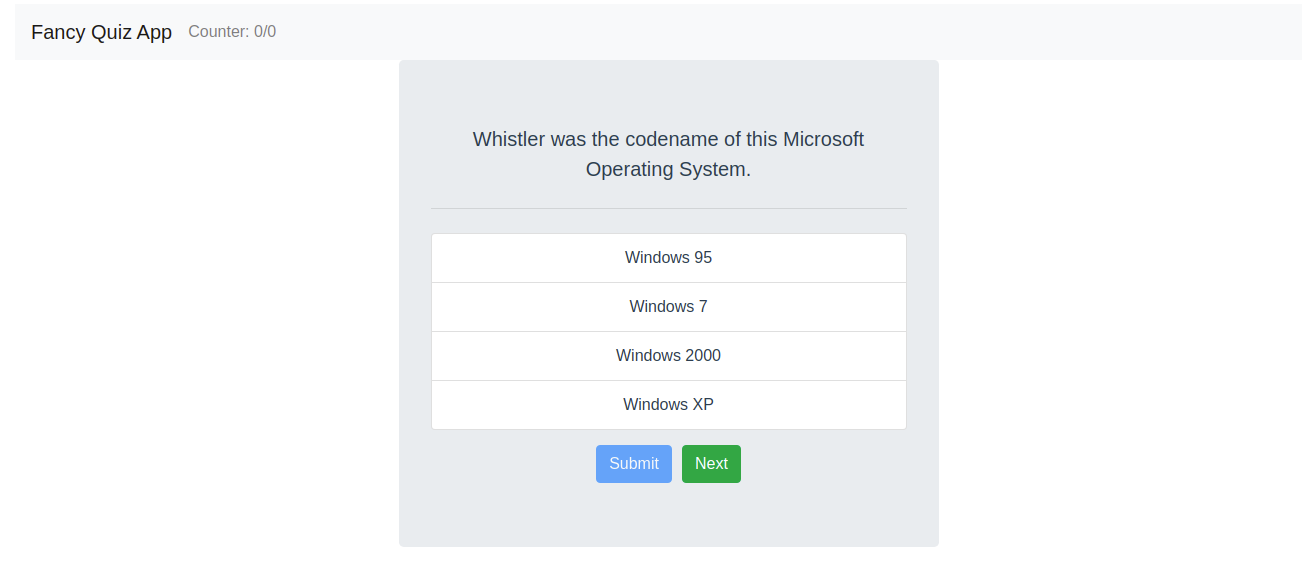 Fancy Quiz App Counter: 0/0
Whistler was the codename of this Microsoft
Operating System.
Windows 95
Windows 7
Windows 2000
Windows XP
Submit Next